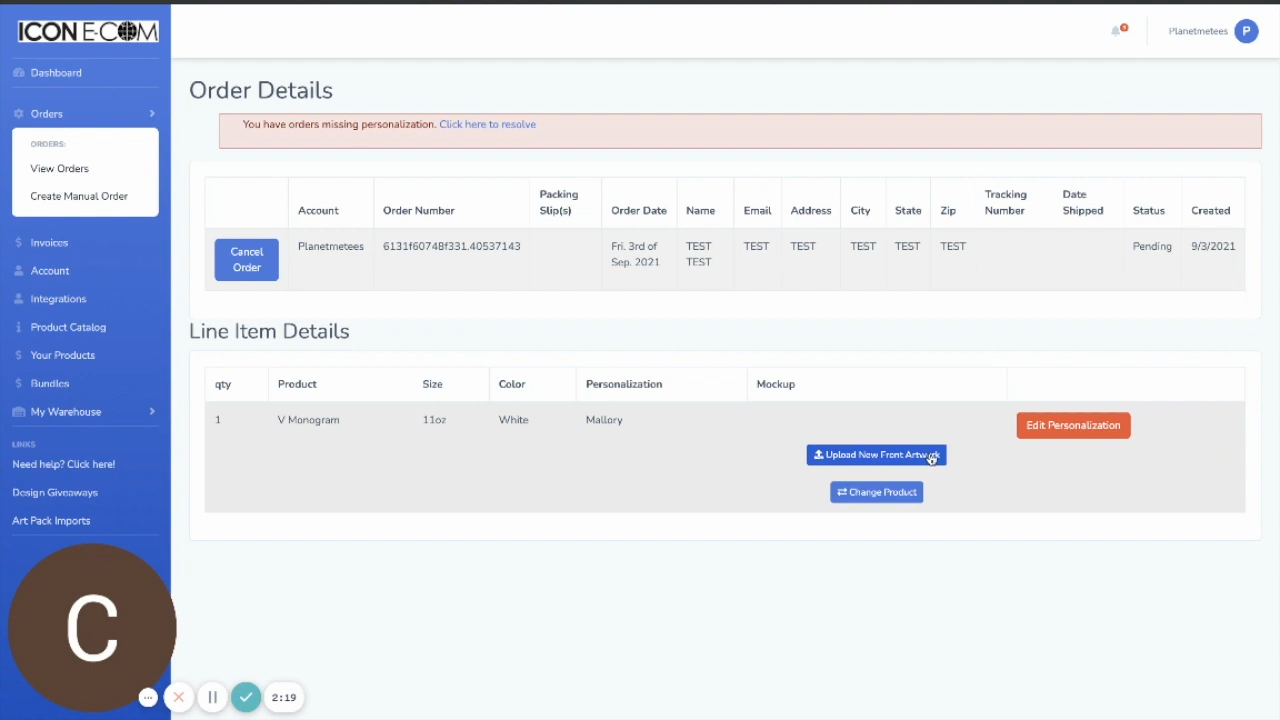 ICON E-COM
Planetmetees P
Dashboard
Orders
ORDERS:
View Orders
Create Manual Order
Invoices
Account
Integrations
Product Catalog
Your Products
Bundles
My Warehouse
LINKS
Need help? Click here!
Design Giveaways
Art Pack Imports
Order Details
You have orders missing personalization. Click here to resolve
Account Order Number Packing Slip(s) Order Date Name Email Address City State Zip Tracking Number Date Shipped Status Created
Cancel Order Planetmetees 6131f60748f331.40537143 Fri. 3rd of Sep. 2021 TEST TEST TEST TEST TEST TEST TEST Pending 9/3/2021
Line Item Details
qty Product Size Color Personalization Mockup
1 V Monogram 11oz White Mallory Edit Personalization
Upload New Front Artwork
Change Product
C
2:19